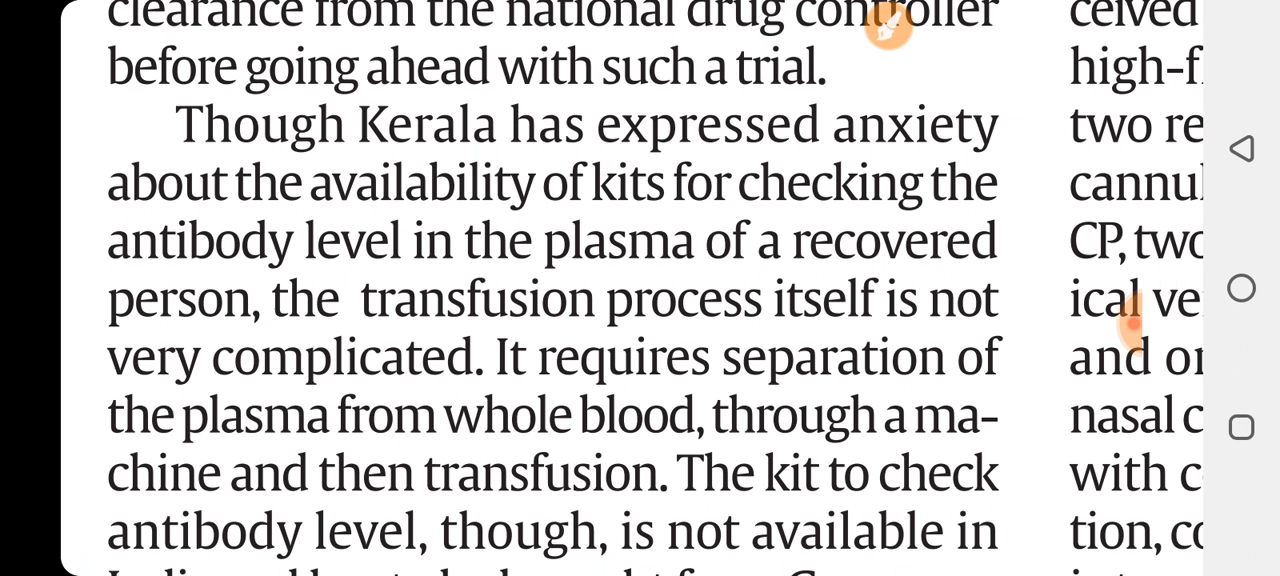 clearance from the national drug controller
before going ahead with such a trial.
Though Kerala has expressed anxiety
about the availability of kits for checking the
antibody level in the plasma of a recovered
person, the transfusion process itself is not
very complicated. It requires separation of
the plasma from whole blood, through a ma-
chine and then transfusion. The kit to check
antibody level, though, is not available in
ceived
high-f
two re
cannul
CP, two
ical ve
and or
nasal c
with c
tion, co